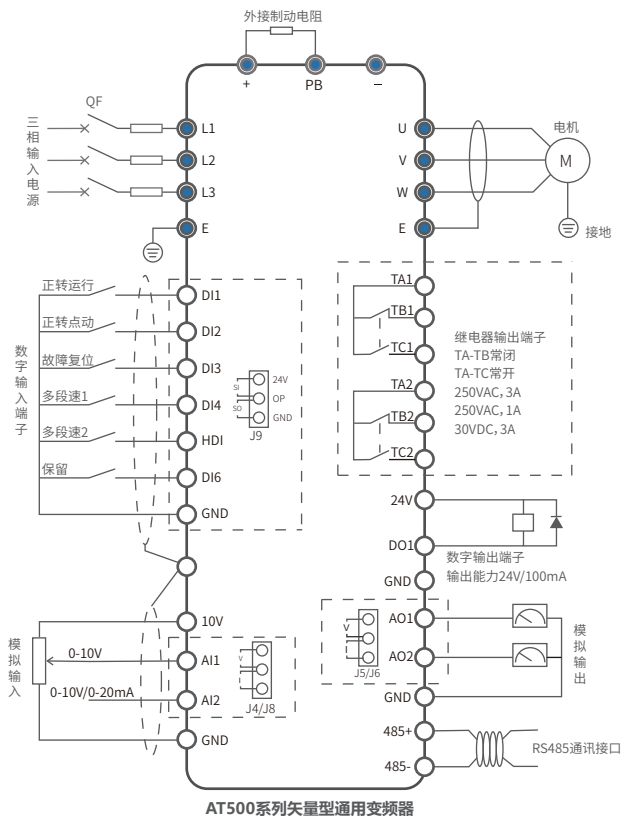 外接制动电阻
+
PB
−
QF
三相输入电源
L1
L2
L3
E
U
V
W
E
电机
M
接地
正转运行
正转点动
故障复位
多段速1
多段速2
保留
数字输入端子
DI1
DI2
DI3
DI4
HDI
DI6
GND
SI
SO
24V
OP
GND
J9
TA1
TB1
TC1
TA2
TB2
TC2
继电器输出端子
TA-TB常闭
TA-TC常开
250VAC, 3A
250VAC, 1A
30VDC, 3A
24V
DO1
GND
数字输出端子
输出能力24V/100mA
模拟输入
0-10V
0-10V/0-20mA
10V
AI1
AI2
GND
V
I
J4/J8
V
I
J5/J6
AO1
AO2
GND
模拟输出
485+
485-
RS485通讯接口
AT500系列矢量型通用变频器